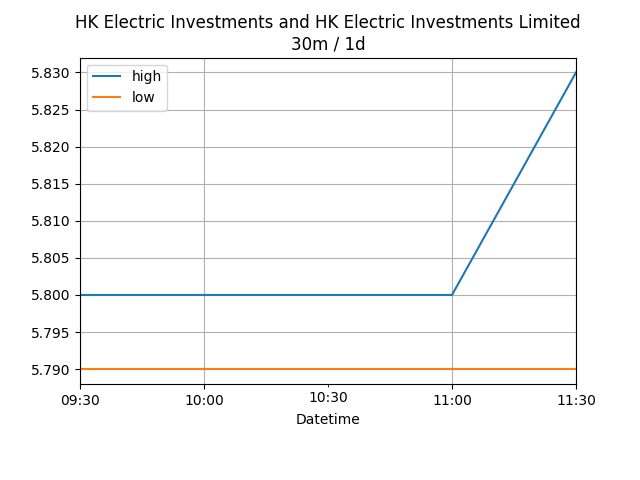 HK Electric Investments and HK Electric Investments Limited
30m / 1d
high
low
5.830
5.825
5.820
5.815
5.810
5.805
5.800
5.795
5.790
09:30
10:00
10:30
11:00
11:30
Datetime